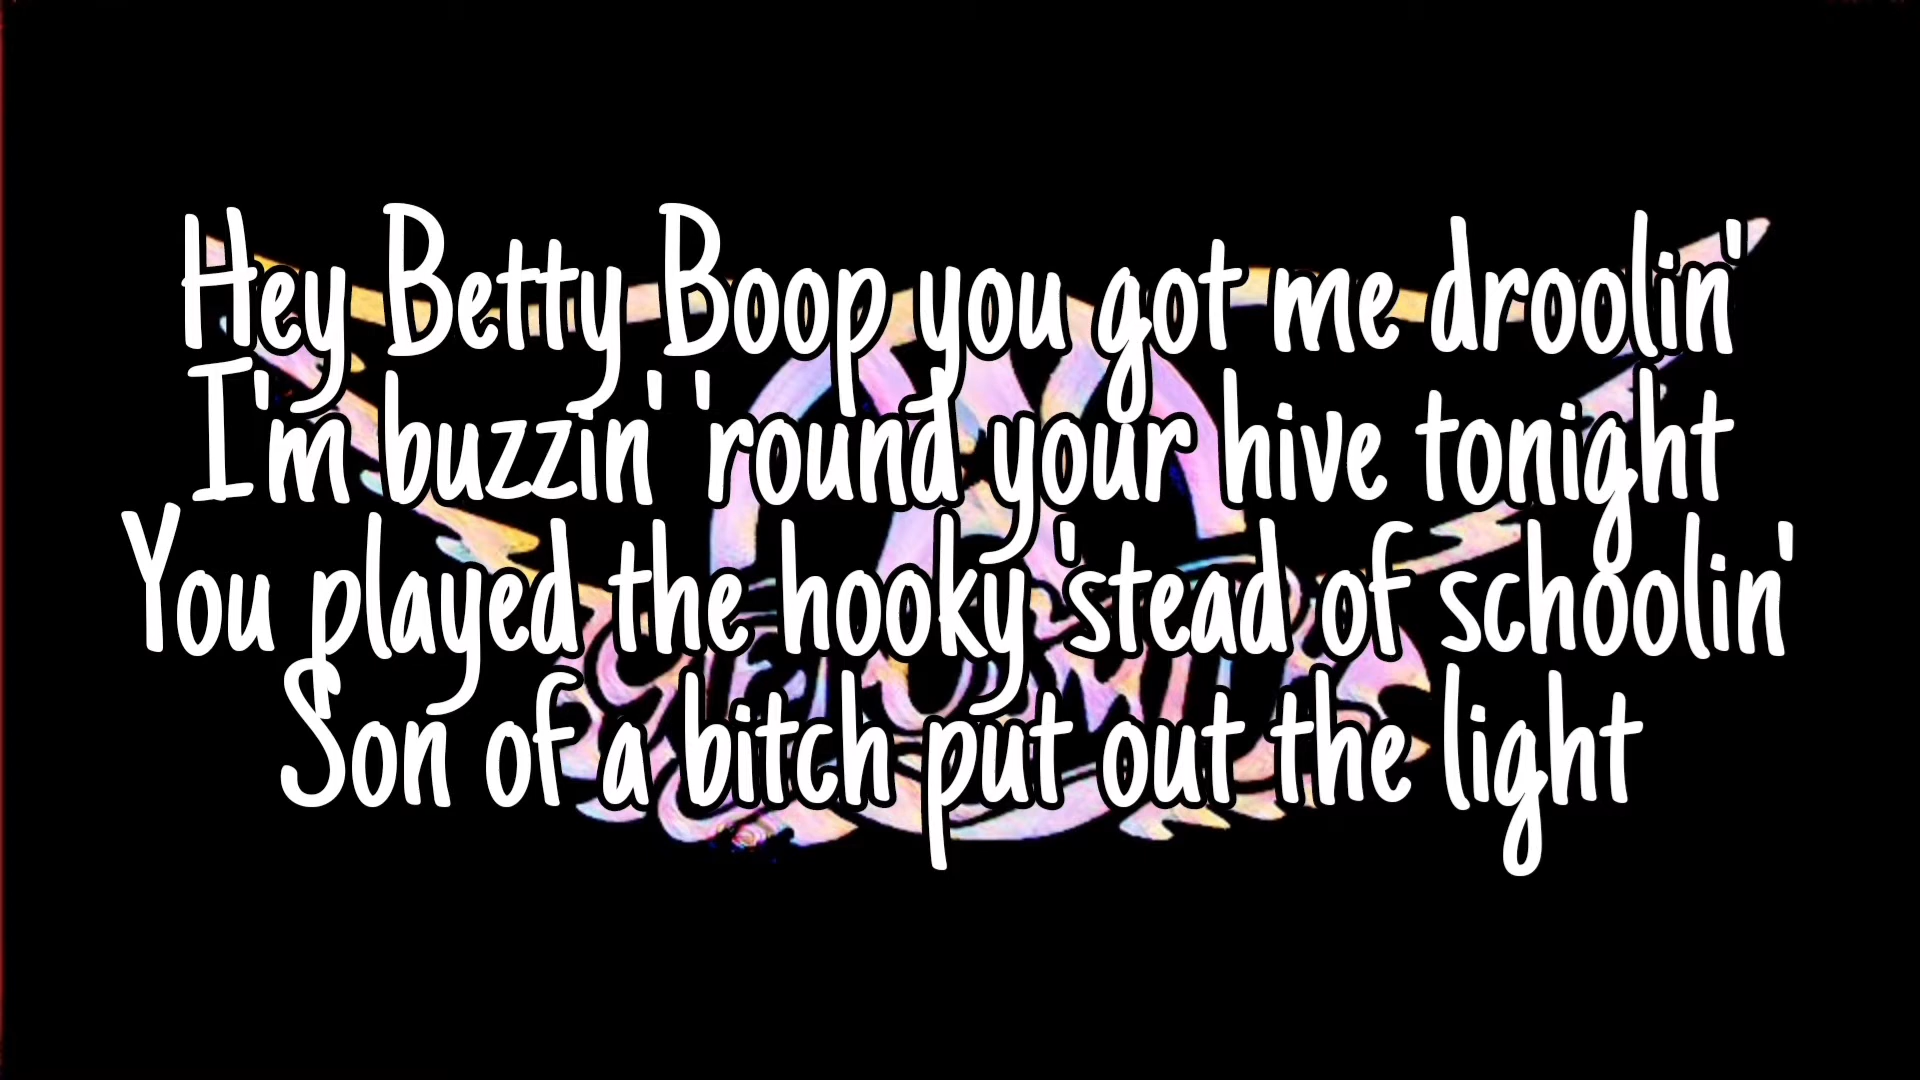 Hey Betty Boop you got me droolin'
I'm buzzin' 'round your hive tonight
You played the hooky 'stead of schoolin'
Son of a bitch put out the light